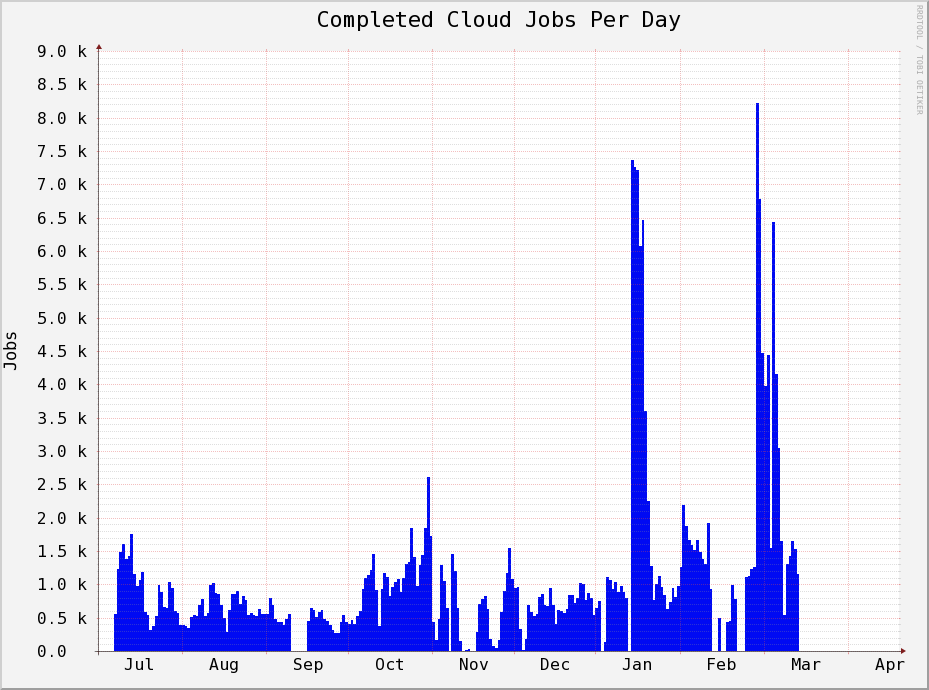 Completed Cloud Jobs Per Day
RRDTOOL / TOBI OETIKER
Jobs
9.0 k
8.5 k
8.0 k
7.5 k
7.0 k
6.5 k
6.0 k
5.5 k
5.0 k
4.5 k
4.0 k
3.5 k
3.0 k
2.5 k
2.0 k
1.5 k
1.0 k
0.5 k
0.0
Jul Aug Sep Oct Nov Dec Jan Feb Mar Apr